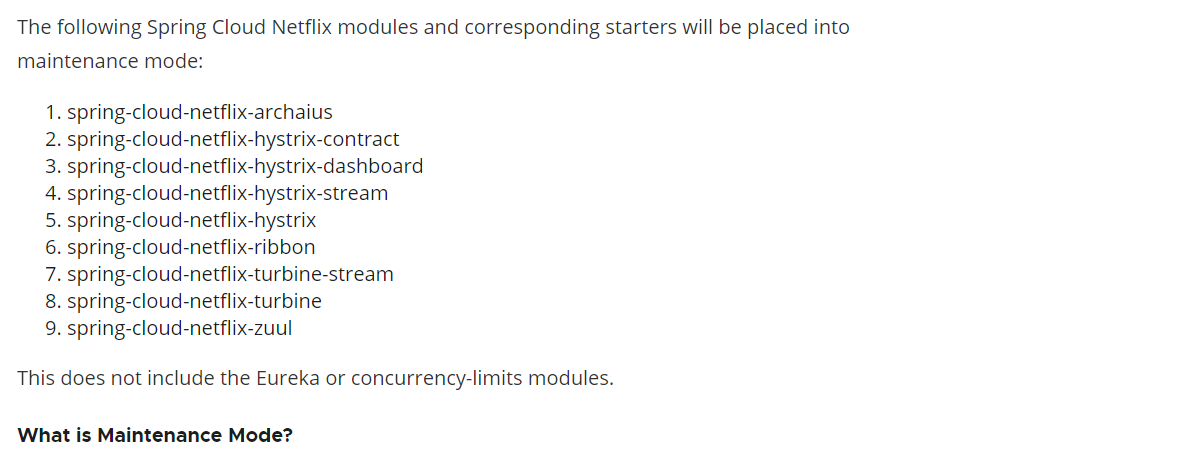 The following Spring Cloud Netflix modules and corresponding starters will be placed into
maintenance mode:
1. spring-cloud-netflix-archaius
2. spring-cloud-netflix-hystrix-contract
3. spring-cloud-netflix-hystrix-dashboard
4. spring-cloud-netflix-hystrix-stream
5. spring-cloud-netflix-hystrix
6. spring-cloud-netflix-ribbon
7. spring-cloud-netflix-turbine-stream
8. spring-cloud-netflix-turbine
9. spring-cloud-netflix-zuul
This does not include the Eureka or concurrency-limits modules.
What is Maintenance Mode?